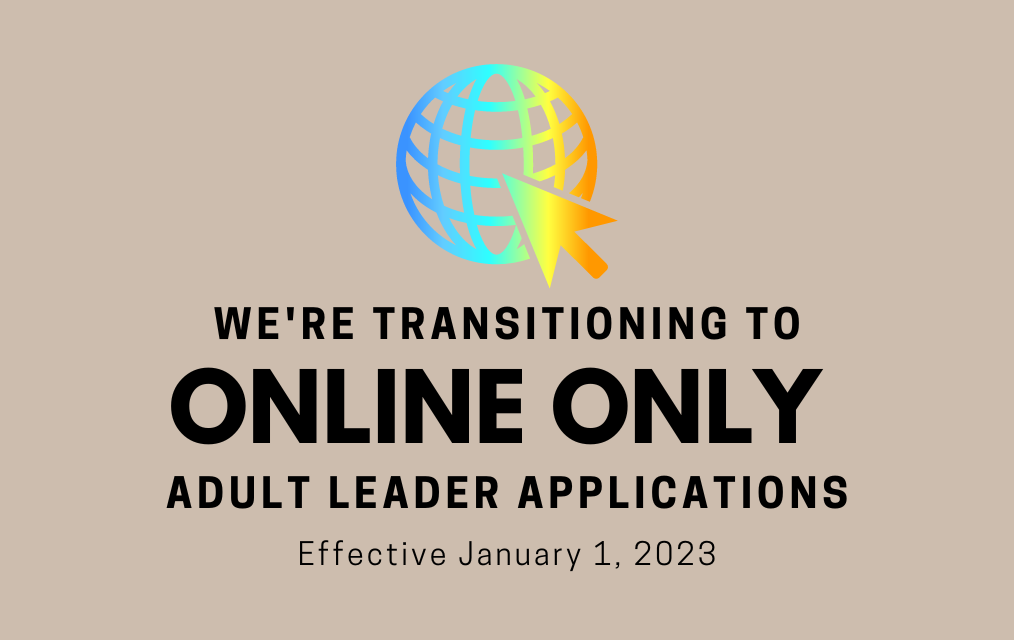 WE'RE TRANSITIONING TO
ONLINE ONLY
ADULT LEADER APPLICATIONS
Effective January 1, 2023